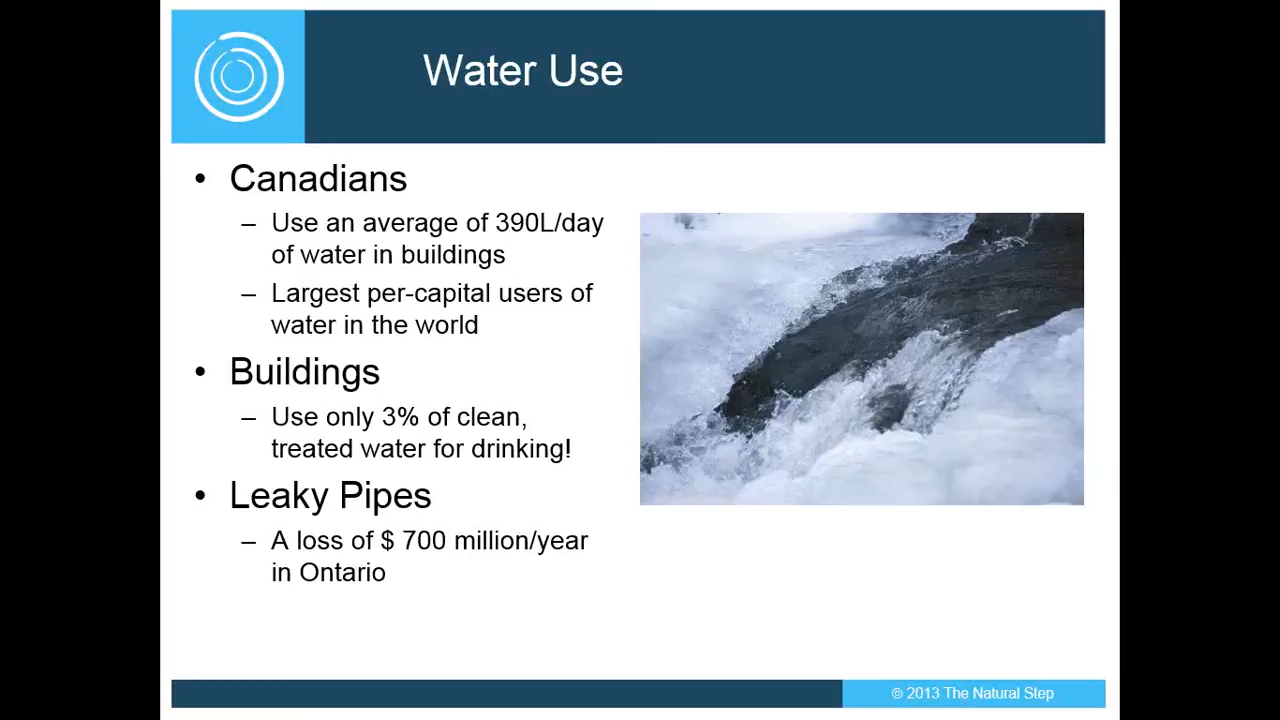 Water Use
• Canadians
– Use an average of 390L/day
of water in buildings
– Largest per-capital users of
water in the world
• Buildings
– Use only 3% of clean,
treated water for drinking!
• Leaky Pipes
– A loss of $ 700 million/year
in Ontario
© 2013 The Natural Step